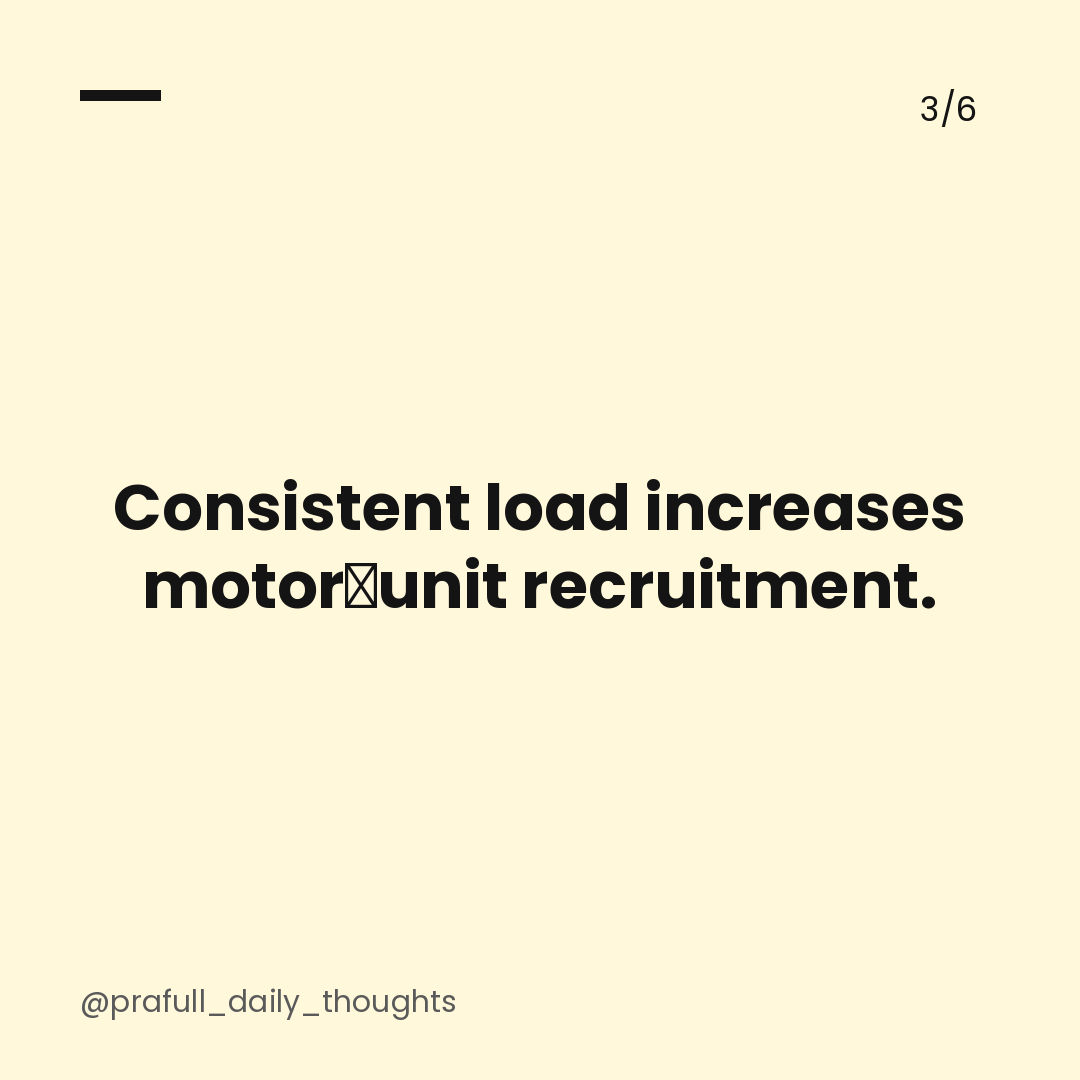 3/6
Consistent load increases
motor☒unit recruitment.
@prafull_daily_thoughts